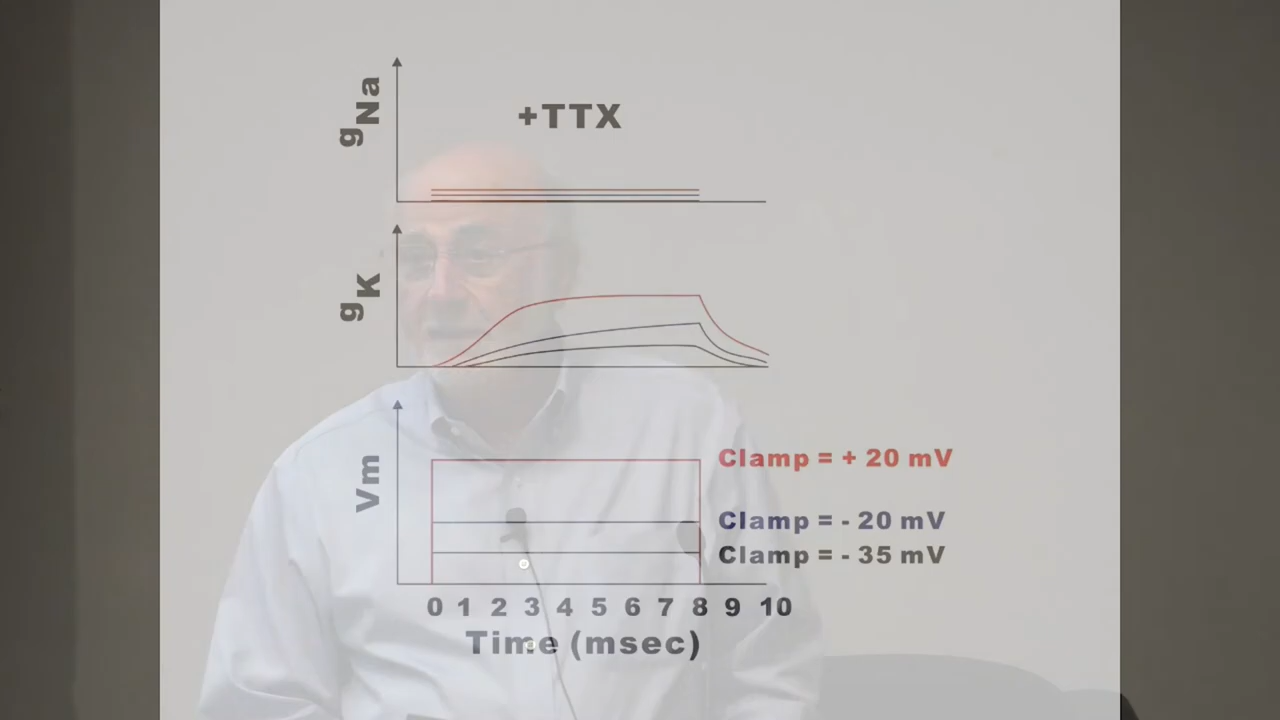 gNa
+TTX
gK
Vm
Clamp = + 20 mV
Clamp = - 20 mV
Clamp = - 35 mV
0 1 2 3 4 5 6 7 8 9 10
Time (msec)